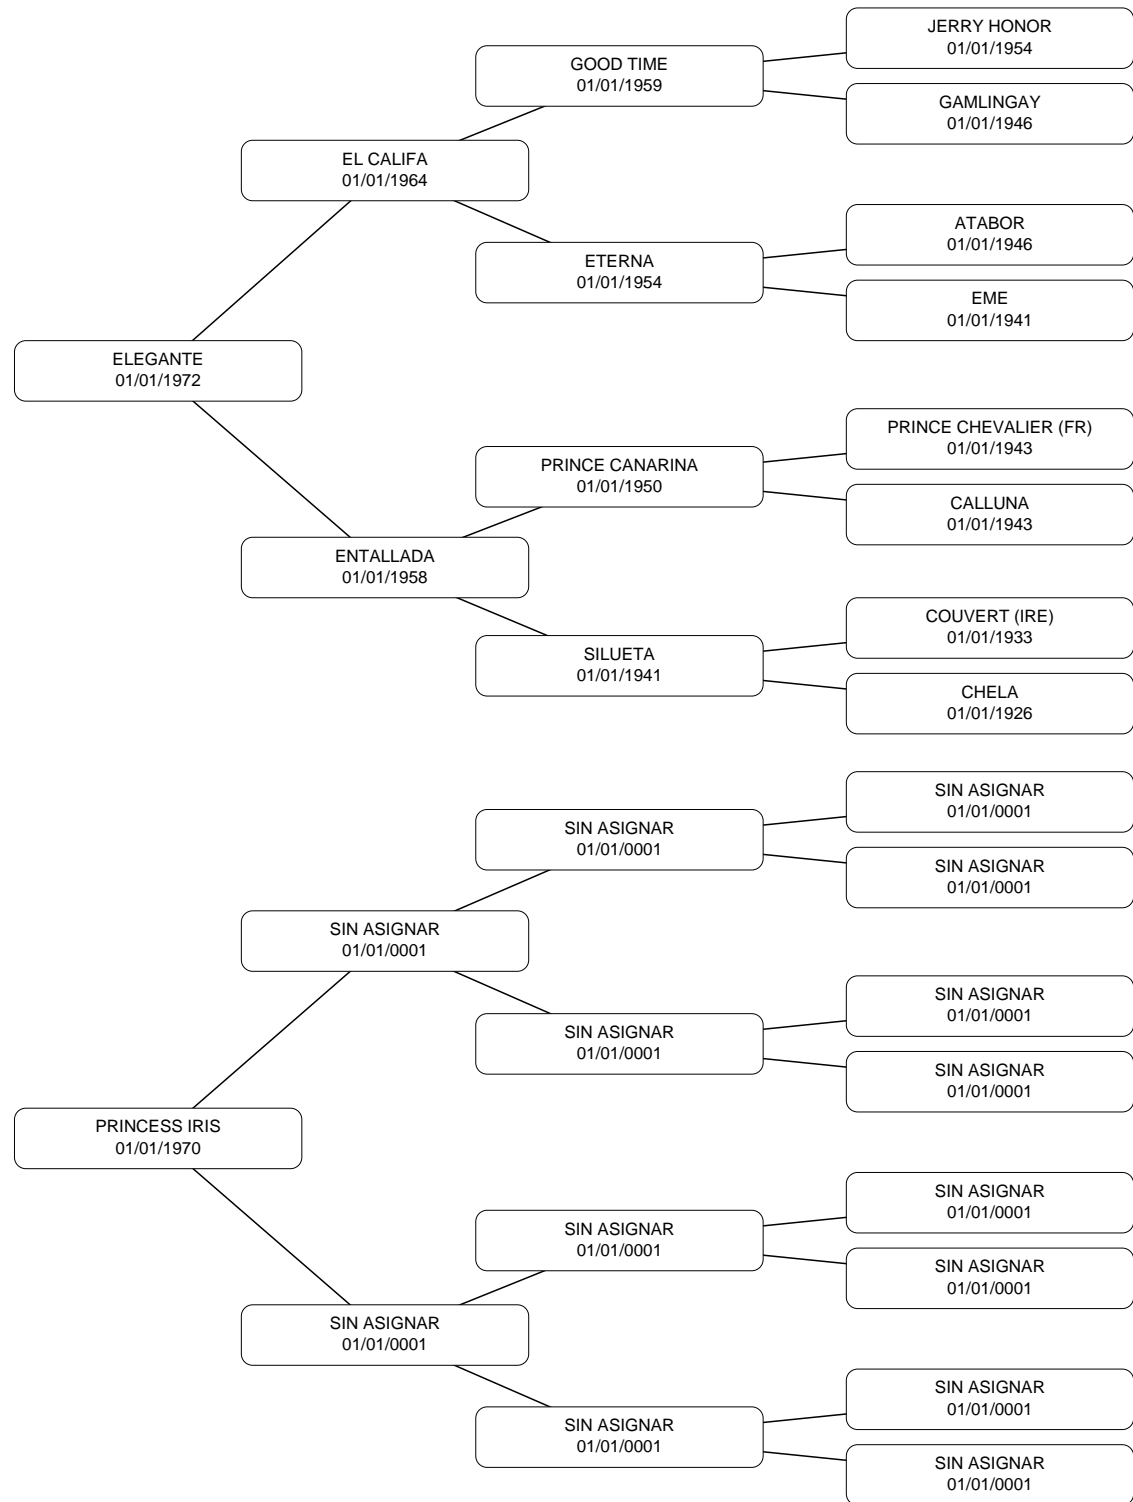 JERRY HONOR
01/01/1954
GOOD TIME
01/01/1959
GAMLINGAY
01/01/1946
EL CALIFA
01/01/1964
ATABOR
01/01/1946
ETERNA
01/01/1954
EME
01/01/1941
ELEGANTE
01/01/1972
PRINCE CHEVALIER (FR)
01/01/1943
PRINCE CANARINA
01/01/1950
CALLUNA
01/01/1943
ENTALLADA
01/01/1958
COUVERT (IRE)
01/01/1933
SILUETA
01/01/1941
CHELA
01/01/1926
SIN ASIGNAR
01/01/0001
SIN ASIGNAR
01/01/0001
SIN ASIGNAR
01/01/0001
SIN ASIGNAR
01/01/0001
SIN ASIGNAR
01/01/0001
SIN ASIGNAR
01/01/0001
SIN ASIGNAR
01/01/0001
PRINCESS IRIS
01/01/1970
SIN ASIGNAR
01/01/0001
SIN ASIGNAR
01/01/0001
SIN ASIGNAR
01/01/0001
SIN ASIGNAR
01/01/0001
SIN ASIGNAR
01/01/0001
SIN ASIGNAR
01/01/0001
SIN ASIGNAR
01/01/0001